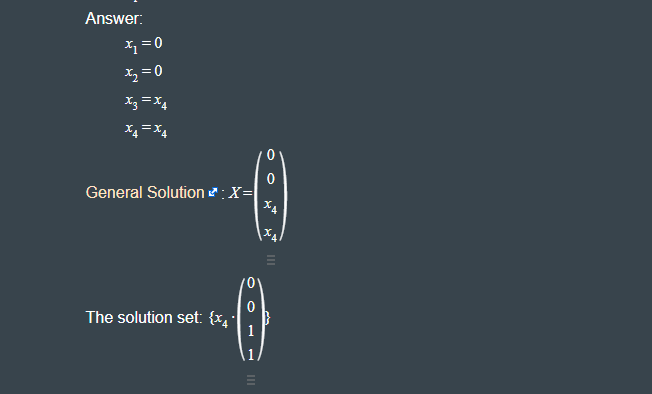 Answer:
x₁ = 0
x₂ = 0
x₃ = x₄
x₄ = x₄
General Solution : X = (0
0
x₄
x₄)
The solution set: {x₄ · (0
0
1
1)}